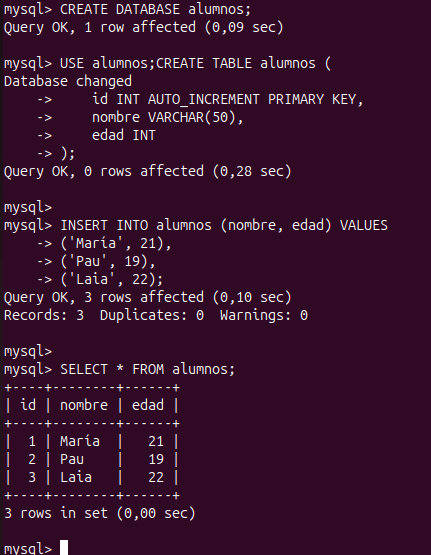 mysql> CREATE DATABASE alumnos;
Query OK, 1 row affected (0,09 sec)
mysql> USE alumnos;CREATE TABLE alumnos (
Database changed
    ->     id INT AUTO_INCREMENT PRIMARY KEY,
    ->     nombre VARCHAR(50),
    ->     edad INT
    -> );
Query OK, 0 rows affected (0,28 sec)
mysql>
mysql> INSERT INTO alumnos (nombre, edad) VALUES
    -> ('María', 21),
    -> ('Pau', 19),
    -> ('Laia', 22);
Query OK, 3 rows affected (0,10 sec)
Records: 3  Duplicates: 0  Warnings: 0
mysql>
mysql> SELECT * FROM alumnos;
+----+--------+------+
| id | nombre | edad |
+----+--------+------+
|  1 | María  |   21 |
|  2 | Pau    |   19 |
|  3 | Laia   |   22 |
+----+--------+------+
3 rows in set (0,00 sec)
mysql>